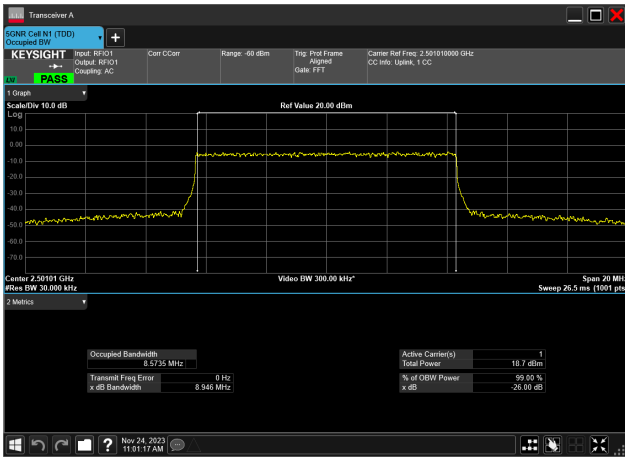 Transceiver A
5GNR Cell N1 (TDD)
Occupied BW
KEYSIGHT
Input: RFIO1
Output: RFIO1
Coupling: AC
Corr CCorr
Range: -60 dBm
Trig: Prot Frame
Aligned
Gate: FFT
Carrier Ref Freq: 2.501010000 GHz
CC Info: Uplink, 1 CC
PASS
1 Graph
Scale/Div 10.0 dB
Ref Value 20.00 dBm
Log
10.0
0.00
-10.0
-20.0
-30.0
-40.0
-50.0
-60.0
-70.0
Center 2.50101 GHz
Video BW 300.00 kHz*
Span 20 MHz
#Res BW 30.000 kHz
Sweep 26.5 ms (1001 pts
2 Metrics
Occupied Bandwidth
8.5735 MHz
Transmit Freq Error 0 Hz
x dB Bandwidth 8.946 MHz
Active Carrier(s) 1
Total Power 18.7 dBm
% of OBW Power 99.00 %
x dB -26.00 dB
?
Nov 24, 2023
11:01:17 AM